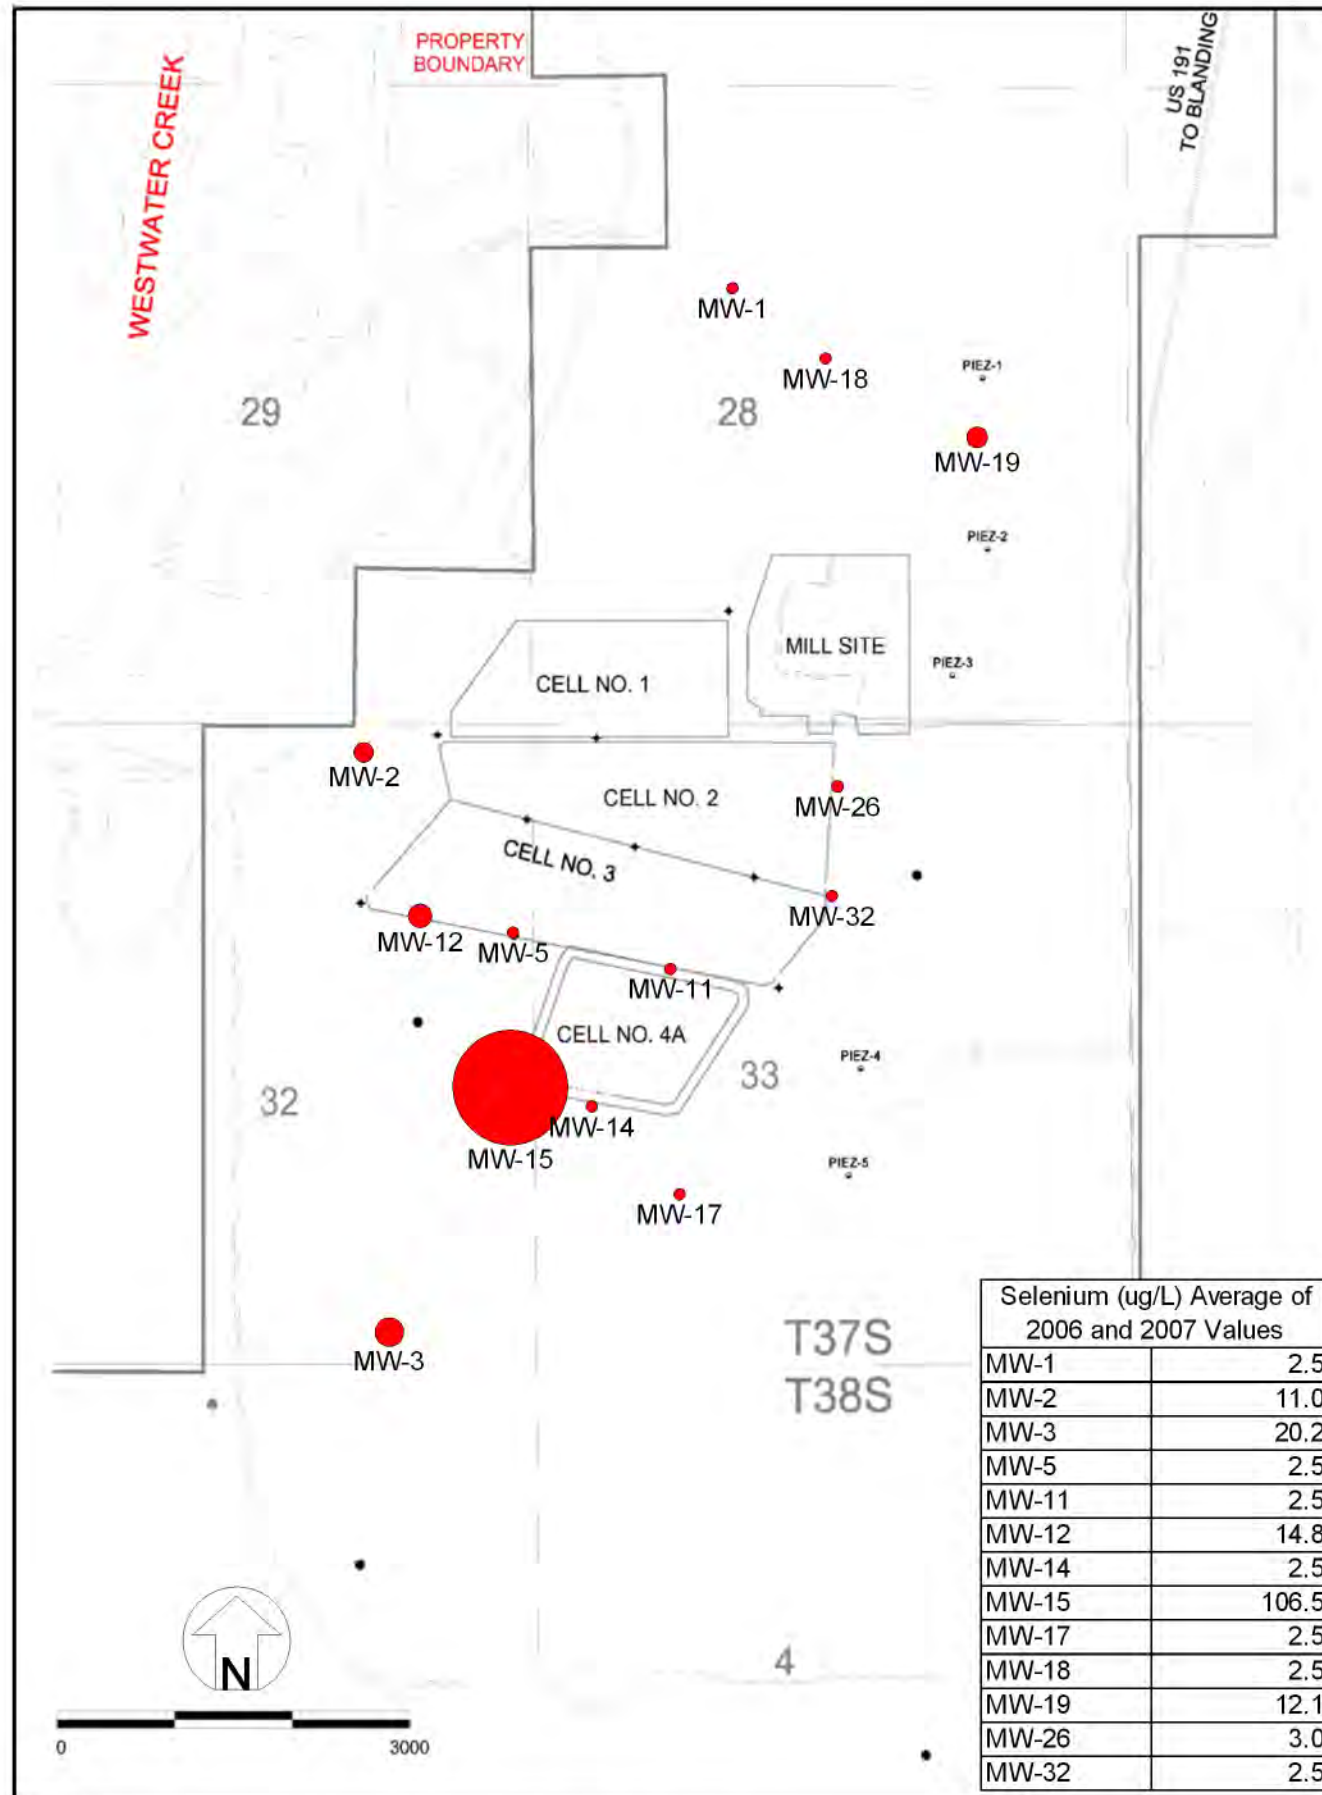 PROPERTY
BOUNDARY
WESTWATER CREEK
US 191
TO BLANDING
MW-1
MW-18
PIEZ-1
29
28
MW-19
PIEZ-2
MILL SITE
PIEZ-3
CELL NO. 1
MW-2
CELL NO. 2
MW-26
CELL NO. 3
MW-32
MW-12
MW-5
MW-11
CELL NO. 4A
PIEZ-4
33
32
MW-14
MW-15
PIEZ-5
MW-17
MW-3
T37S
T38S
Selenium (ug/L) Average of
2006 and 2007 Values
MW-1 2.5
MW-2 11.0
MW-3 20.2
MW-5 2.5
MW-11 2.5
MW-12 14.8
MW-14 2.5
MW-15 106.5
MW-17 2.5
MW-18 2.5
MW-19 12.1
MW-26 3.0
MW-32 2.5
4
N
0 3000